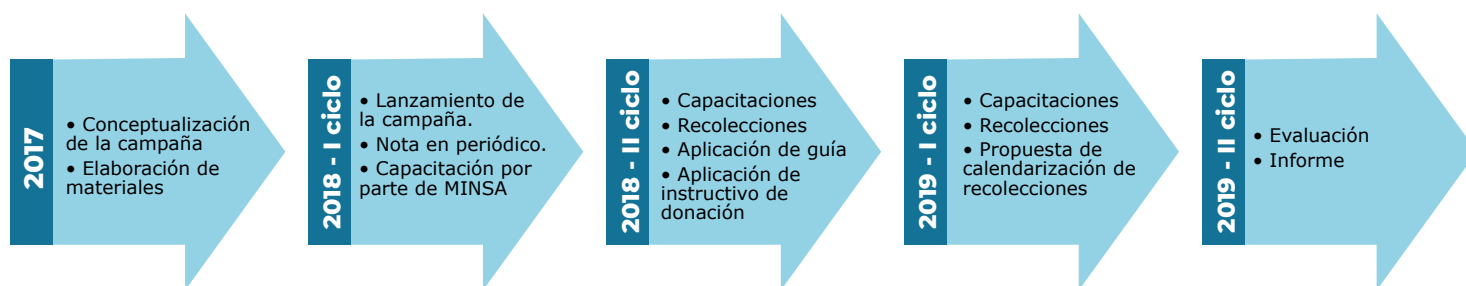 2017
• Conceptualización
de la campaña
• Elaboración de
materiales
2018 - I ciclo
• Lanzamiento de
la campaña.
• Nota en periódico.
• Capacitación por
parte de MINSA
2018 - II ciclo
• Capacitaciones
• Recolecciones
• Aplicación de guía
• Aplicación de
instructivo de
donación
2019 - I ciclo
• Capacitaciones
• Recolecciones
• Propuesta de
calendarización de
recolecciones
2019 - II ciclo
• Evaluación
• Informe